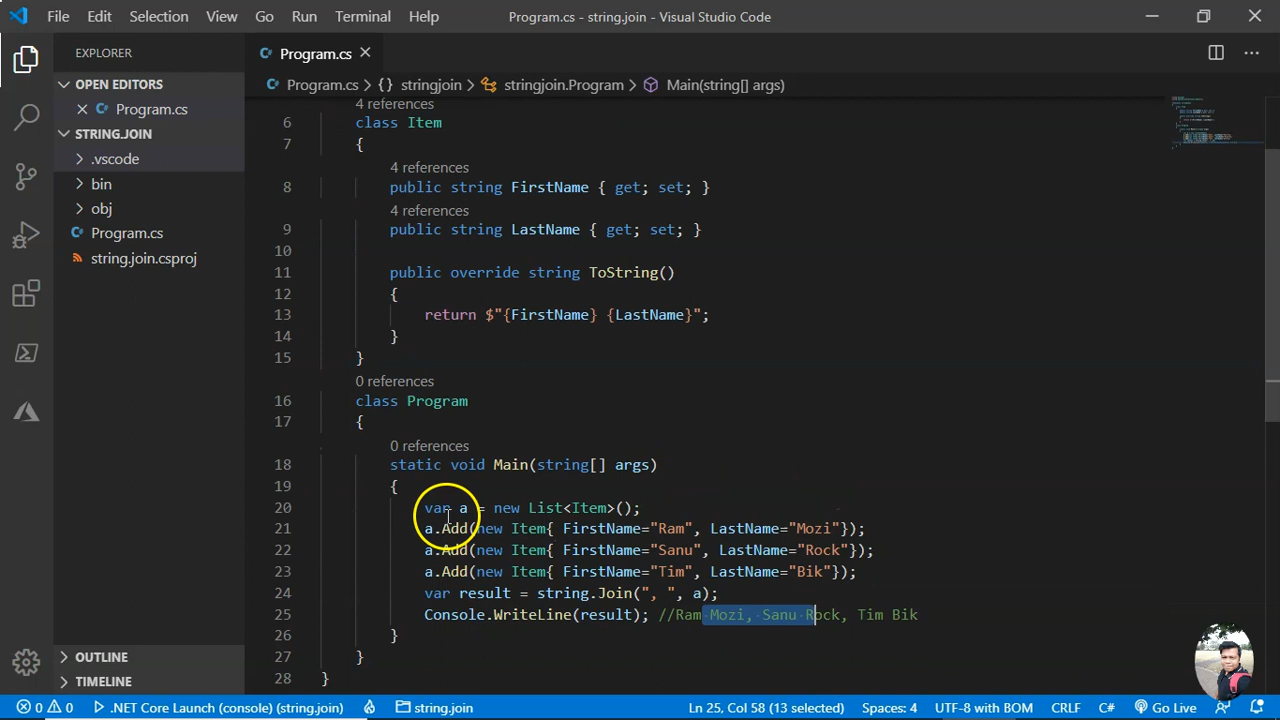 File Edit Selection View Go Run Terminal Help Program.cs - string.join - Visual Studio Code
EXPLORER
OPEN EDITORS
Program.cs
STRING.JOIN
.vscode
bin
obj
Program.cs
string.join.csproj
OUTLINE
TIMELINE
Program.cs
Program.cs > {} stringjoin > stringjoin.Program > Main(string[] args)
4 references
6 class Item
7 {
4 references
8 public string FirstName { get; set; }
4 references
9 public string LastName { get; set; }
10
11 public override string ToString()
12 {
13 return $"{FirstName} {LastName}";
14 }
15 }
0 references
16 class Program
17 {
0 references
18 static void Main(string[] args)
19 {
20 var a = new List<Item>();
21 a.Add(new Item{ FirstName="Ram", LastName="Mozi"});
22 a.Add(new Item{ FirstName="Sanu", LastName="Rock"});
23 a.Add(new Item{ FirstName="Tim", LastName="Bik"});
24 var result = string.Join(", ", a);
25 Console.WriteLine(result); //Ram Mozi, Sanu Rock, Tim Bik
26 }
27 }
28 }
0 0 .NET Core Launch (console) (string.join) string.join Ln 25, Col 58 (13 selected) Spaces: 4 UTF-8 with BOM CRLF C# Go Live